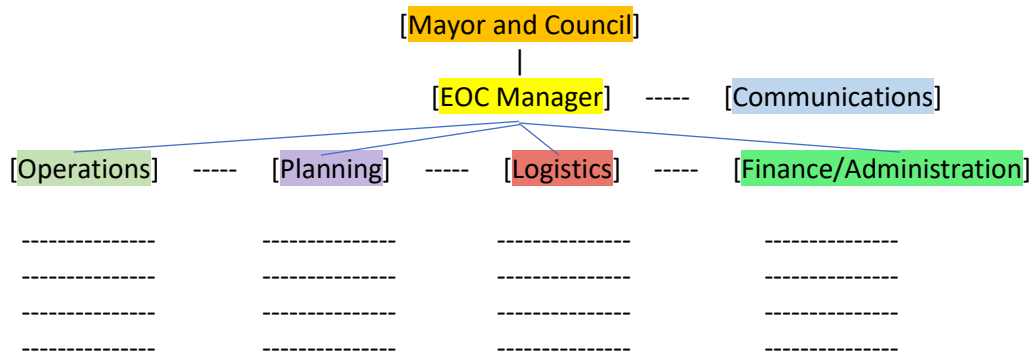 [Mayor and Council]
|
[EOC Manager] ----- [Communications]
[Operations] ----- [Planning] ----- [Logistics] ----- [Finance/Administration]
--------------- --------------- --------------- ---------------
--------------- --------------- --------------- ---------------
--------------- --------------- --------------- ---------------
--------------- --------------- --------------- ---------------